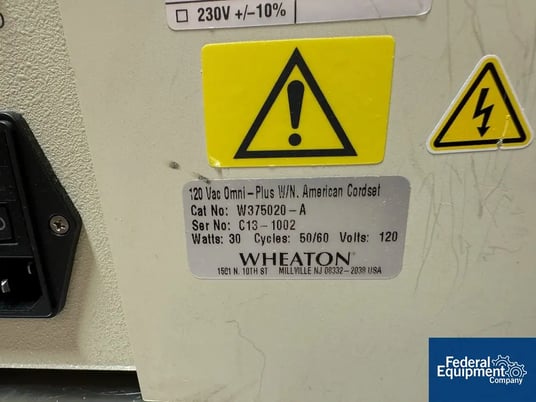 230V +/-10%
120 Vac Omni-Plus W/N. American Cordset
Cat No: W375020-A
Ser No: C13-1002
Watts: 30 Cycles: 50/60 Volts: 120
WHEATON®
1501 N. 10TH ST MILLVILLE NJ 08332-2038 USA
Federal
Equipment
Company